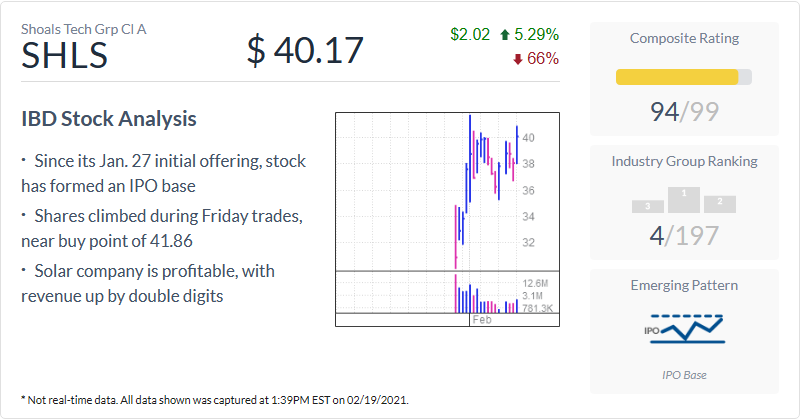 Shoals Tech Grp Cl A
SHLS
$ 40.17
$2.02 5.29%
66%
IBD Stock Analysis
· Since its Jan. 27 initial offering, stock
has formed an IPO base
· Shares climbed during Friday trades,
near buy point of 41.86
· Solar company is profitable, with
revenue up by double digits
40
38
36
34
32
12.6M
3.1M
781.3K
Feb
Composite Rating
94/99
Industry Group Ranking
3 1 2
4/197
Emerging Pattern
IPO
IPO Base
* Not real-time data. All data shown was captured at 1:39PM EST on 02/19/2021.